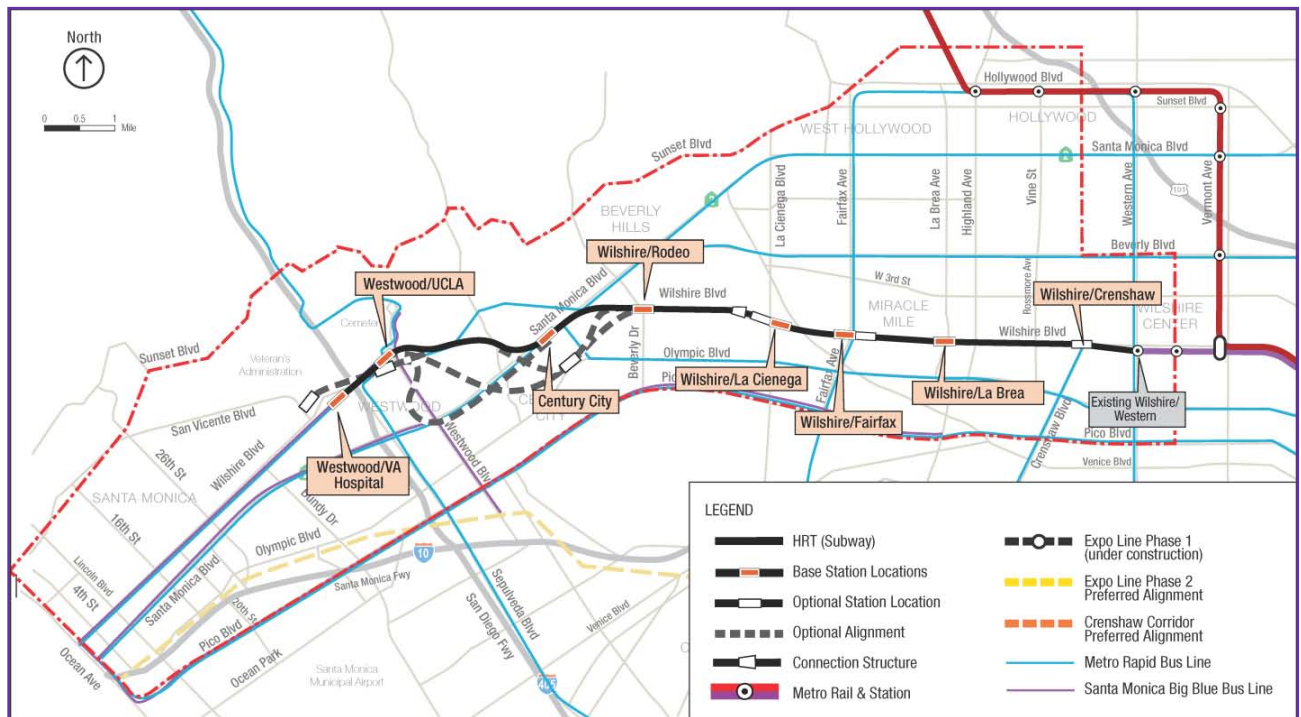 North
0 0.5 1
Mile
Hollywood Blvd
Sunset Blvd
HOLLYWOOD
WEST HOLLYWOOD
Santa Monica Blvd
Sunset Blvd
101
La Cienega Blvd
Fairfax Ave
La Brea Ave
Highland Ave
Vine St
Western Ave
Vermont Ave
BEVERLY
HILLS
Beverly Blvd
Wilshire/Rodeo
W 3rd St
Westwood/UCLA
Santa Monica Blvd
Wilshire Blvd
Rossmore Ave
Wilshire/Crenshaw
MIRACLE
MILE
WILSHIRE
CENTER
Cemetery
Wilshire Blvd
Sunset Blvd
Veteran's
Administration
Beverly Dr
Olympic Blvd
Wilshire/La Cienega
Fairfax Ave
Wilshire/La Brea
Century City
WESTWOOD
CITY
Existing Wilshire/
Western
San Vicente Blvd
Wilshire/Fairfax
Crenshaw Blvd
Pico Blvd
Venice Blvd
Westwood/VA
Hospital
26th St
Wilshire Blvd
Westwood Blv
SANTA MONICA
Bundy Dr
16th St
Olympic Blvd
10
Lincoln Blvd
4th St
Santa Monica Blvd
20th St
Santa Monica Fwy
Sepulveda Blvd
San Diego Fwy
Venice Blvd
Pico Blvd
Ocean Ave
Ocean Park
Santa Monica
Municipal Airport
405
LEGEND
HRT (Subway)
Base Station Locations
Optional Station Location
Optional Alignment
Connection Structure
Metro Rail & Station
Expo Line Phase 1
(under construction)
Expo Line Phase 2
Preferred Alignment
Crenshaw Corridor
Preferred Alignment
Metro Rapid Bus Line
Santa Monica Big Blue Bus Line